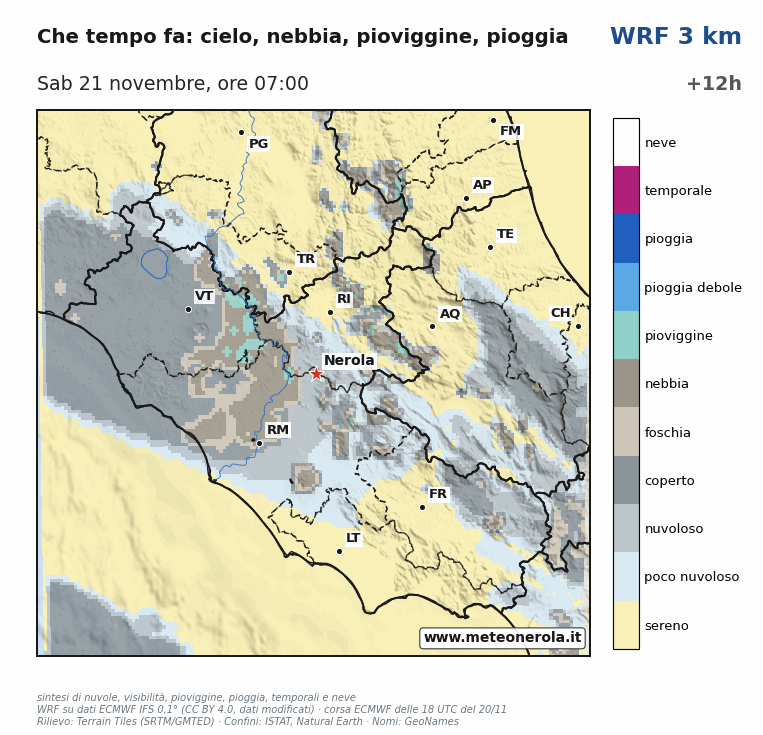 Che tempo fa: cielo, nebbia, pioviggine, pioggia
WRF 3 km
Sab 21 novembre, ore 07:00
+12h
FM
PG
AP
TE
TR
VT
RI
AQ
CH
Nerola
RM
FR
LT
www.meteonerola.it
neve
temporale
pioggia
pioggia debole
pioviggine
nebbia
foschia
coperto
nuvoloso
poco nuvoloso
sereno
sintesi di nuvole, visibilità, pioviggine, pioggia, temporali e neve
WRF su dati ECMWF IFS 0,1° (CC BY 4.0, dati modificati) · corsa ECMWF delle 18 UTC del 20/11
Rilievo: Terrain Tiles (SRTM/GMTED) · Confini: ISTAT, Natural Earth · Nomi: GeoNames